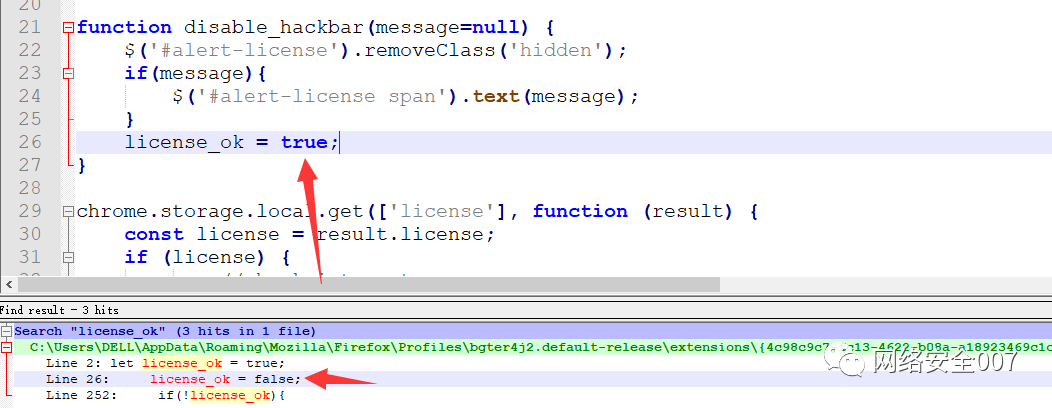 20
21 function disable_hackbar(message=null) {
22 $('#alert-license').removeClass('hidden');
23 if(message){
24 $('#alert-license span').text(message);
25 }
26 license_ok = true;
27 }
28
29 chrome.storage.local.get(['license'], function (result) {
30 const license = result.license;
31 if (license) {
32
Find result - 3 hits
Search "license_ok" (3 hits in 1 file)
C:\Users\DELL\AppData\Roaming\Mozilla\Firefox\Profiles\bgter4j2.default-release\extensions\{4c98c9c7-
-4622-b09a-a18923469c1c
Line 2: let license_ok = true;
Line 26: license_ok = false;
Line 252: if(!license_ok){
网络安全007